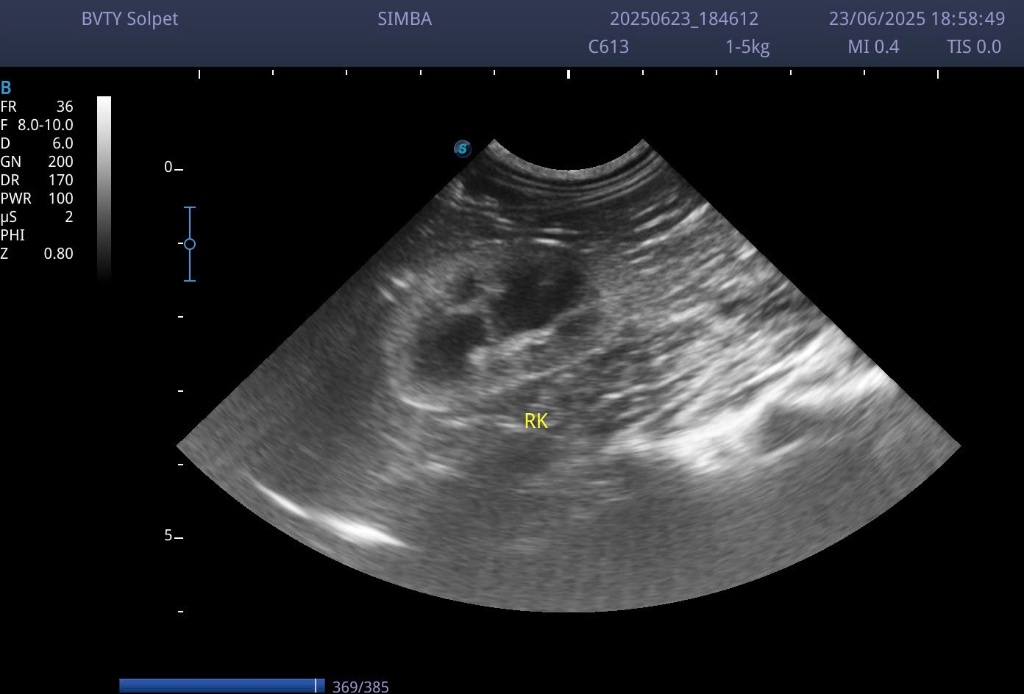 BVTY Solpet SIMBA 20250623_184612 23/06/2025 18:58:49
C613 1-5kg MI 0.4 TIS 0.0
B
FR 36
F 8.0-10.0
D 6.0
GN 200
DR 170
PWR 100
µS 2
PHI
Z 0.80
S
0
RK
5
369/385